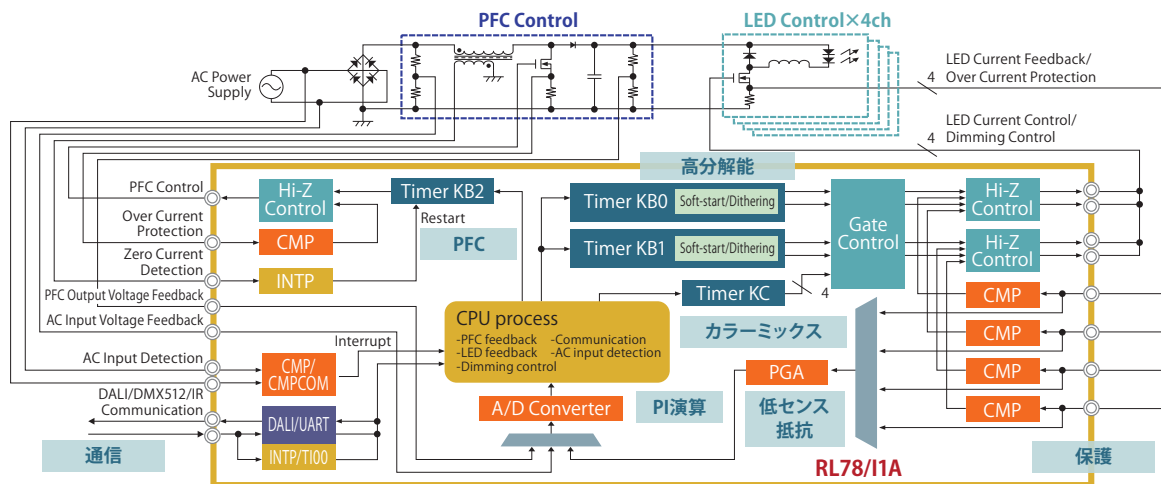 PFC Control
LED Control×4ch
AC Power
Supply
LED Current Feedback/
Over Current Protection
4
LED Current Control/
Dimming Control
4
高分解能
PFC Control
Hi-Z
Control
Timer KB2
Restart
Over Current
Protection
CMP
PFC
Zero Current
Detection
INTP
Timer KB0
Soft-start/Dithering
Timer KB1
Soft-start/Dithering
Gate
Control
Hi-Z
Control
Hi-Z
Control
PFC Output Voltage Feedback
AC Input Voltage Feedback
Timer KC
4
カラーミックス
CMP
CMP
CMP
CMP
CPU process
-PFC feedback
-Communication
-LED feedback
-AC input detection
-Dimming control
AC Input Detection
Interrupt
CMP/
CMPCOM
DALI/DMX512/IR
Communication
DALI/UART
INTP/TI00
通信
A/D Converter
PI演算
PGA
低センス
抵抗
RL78/I1A
保護